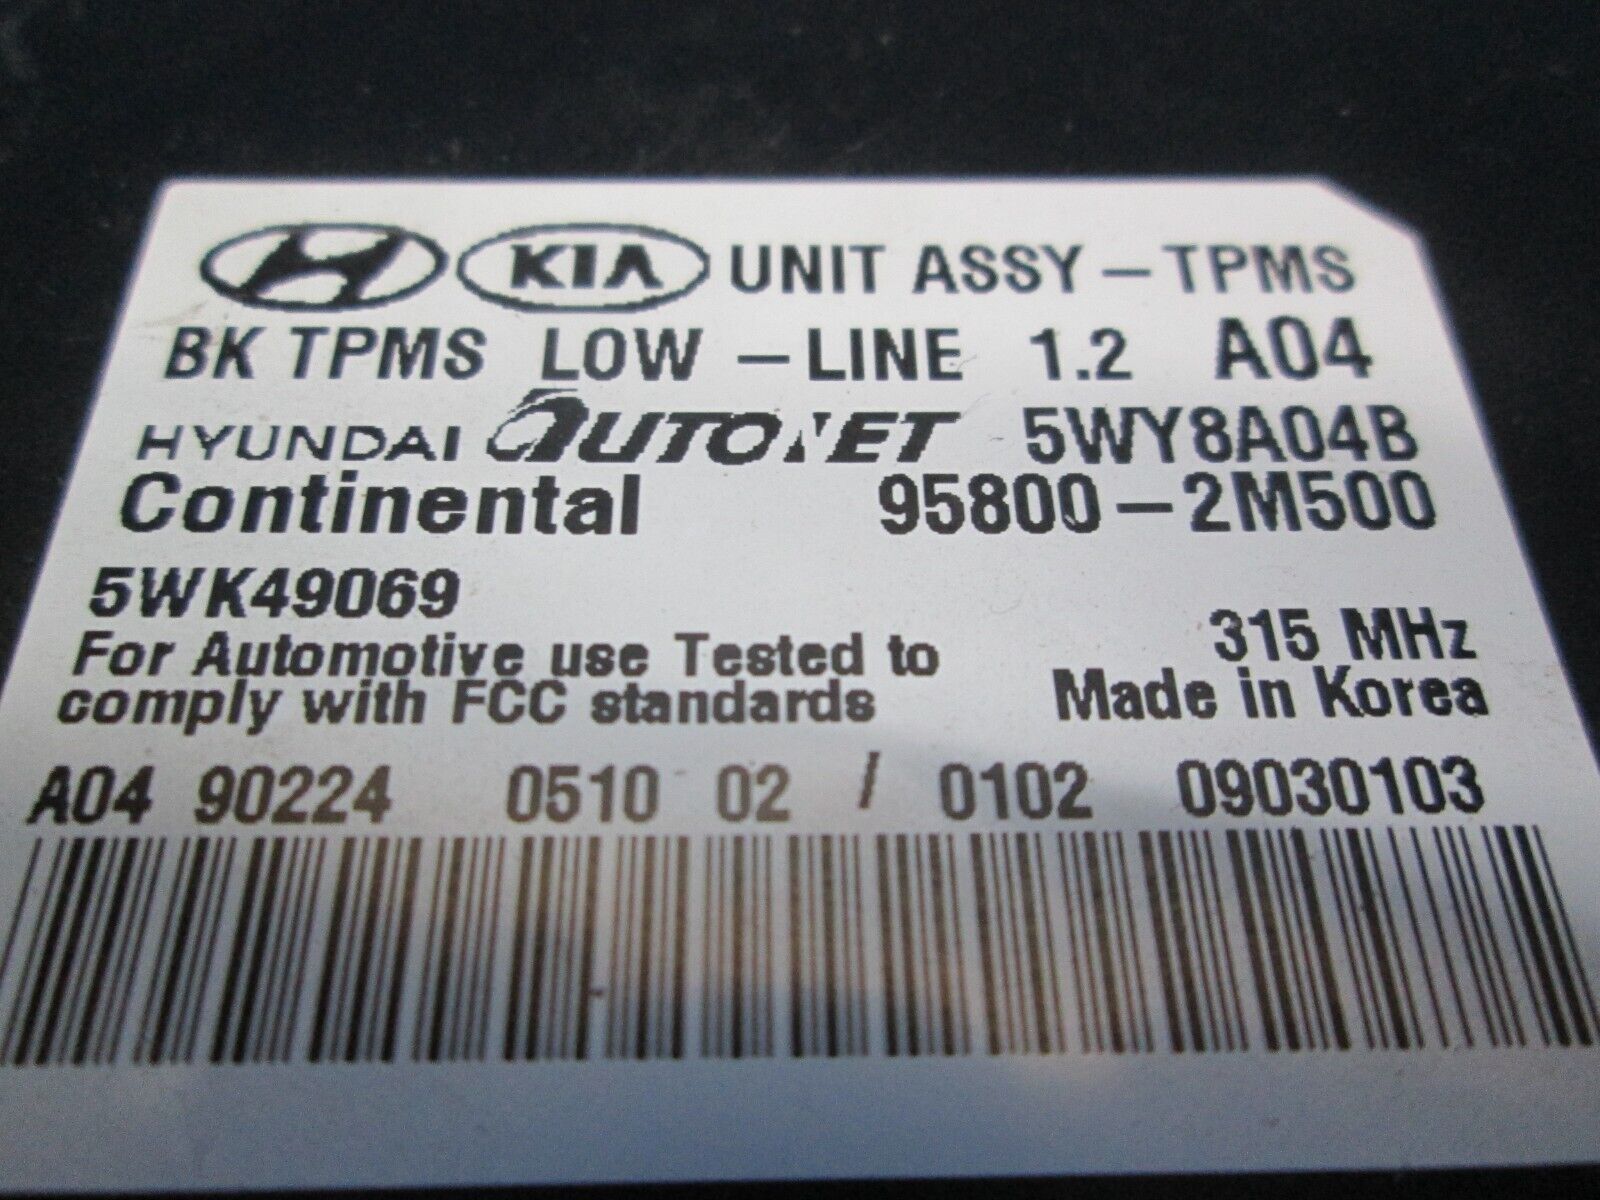 KIA UNIT ASSY-TPMS
BK TPMS LOW-LINE 1.2 A04
HYUNDAI AUTONET 5WY8A04B
Continental 95800-2M500
5WK49069
315 MHz
For Automotive use Tested to
comply with FCC standards
Made in Korea
A04 90224 0510 02 / 0102 09030103